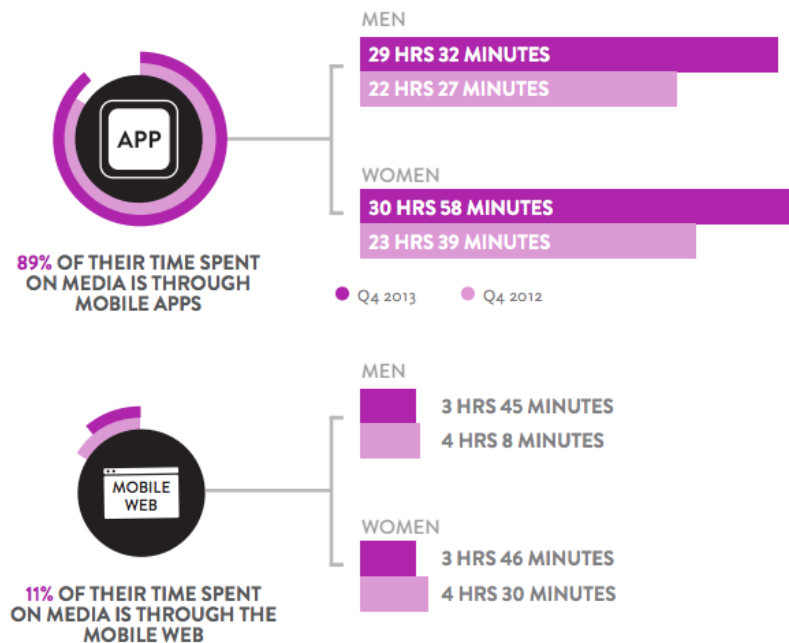 MEN
29 HRS 32 MINUTES
22 HRS 27 MINUTES
APP
WOMEN
30 HRS 58 MINUTES
23 HRS 39 MINUTES
89% OF THEIR TIME SPENT
ON MEDIA IS THROUGH
MOBILE APPS
Q4 2013
Q4 2012
MEN
3 HRS 45 MINUTES
4 HRS 8 MINUTES
MOBILE
WEB
WOMEN
3 HRS 46 MINUTES
4 HRS 30 MINUTES
11% OF THEIR TIME SPENT
ON MEDIA IS THROUGH THE
MOBILE WEB